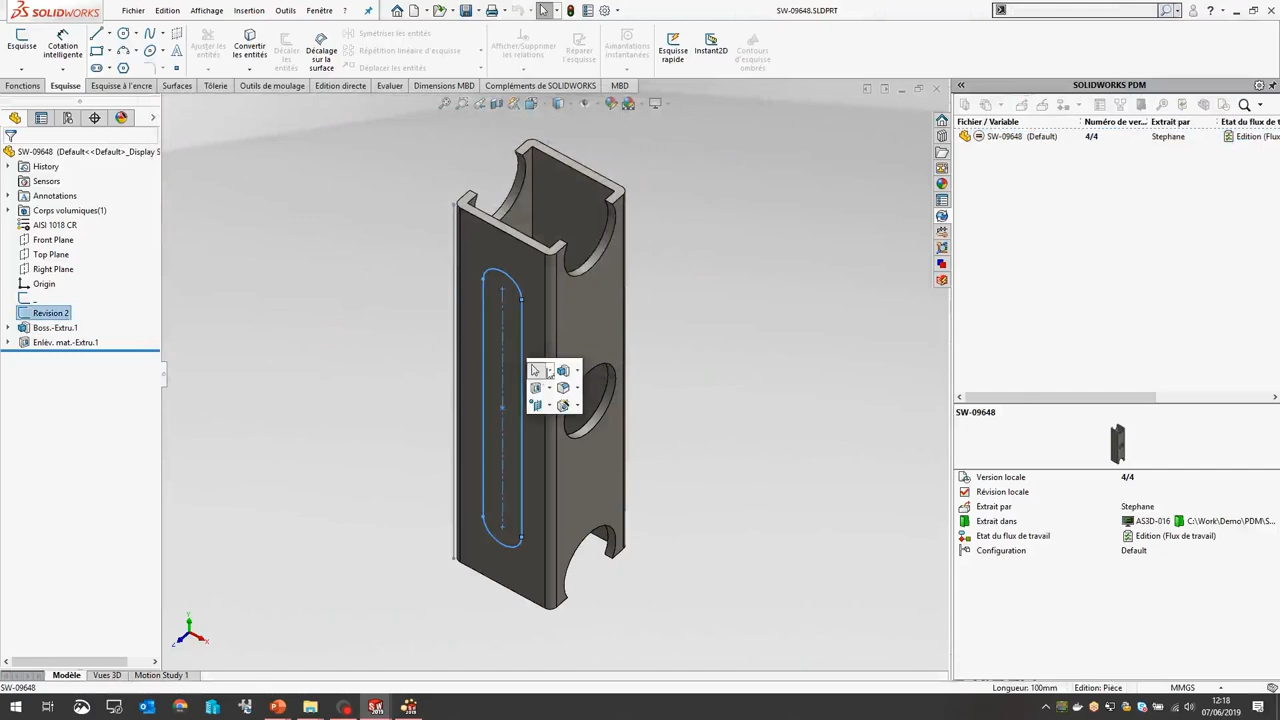 SOLIDWORKS
Fichier
Edition
Affichage
Insertion
Outils
Fenêtre
SW-09648.SLDPRT
Esquisse
Cotation intelligente
Ajuster les entités
Convertir les entités
Décaler les entités
Décalage sur la surface
Symétriser les entités
Répétition linéaire d'esquisse
Déplacer les entités
Afficher/Supprimer les relations
Réparer l'esquisse
Aimantations instantanées
Esquisse rapide
Instant2D
Contours d'esquisse ombrés
Fonctions
Esquisse
Esquisse à l'encre
Surfaces
Tôlerie
Outils de moulage
Edition directe
Evaluer
Dimensions MBD
Compléments de SOLIDWORKS
MBD
SW-09648 (Default<<Default>_Display S
History
Sensors
Annotations
Corps volumiques(1)
AISI 1018 CR
Front Plane
Top Plane
Right Plane
Origin
_
Revision 2
Boss.-Extru.1
Enlèv. mat.-Extru.1
Modèle
Vues 3D
Motion Study 1
SOLIDWORKS PDM
Fichier / Variable
Numéro de ver...
Extrait par
Etat du flux de t
SW-09648 (Default)
4/4
Stephane
Edition (Flux
SW-09648
Version locale
4/4
Révision locale
Extrait par
Stephane
Extrait dans
AS3D-016
C:\Work\Demo\PDM\S...
Etat du flux de travail
Edition (Flux de travail)
Configuration
Default
SW-09648
Longueur: 100mm
Edition: Pièce
MMGS
12:18
07/06/2019